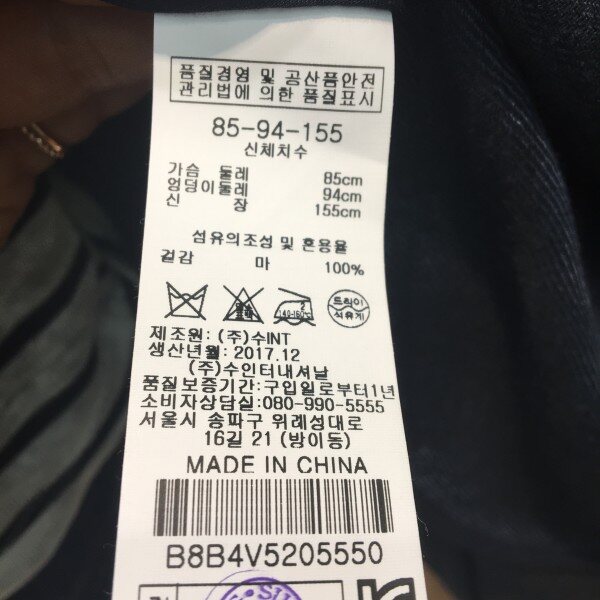 품질경영 및 공산품안전
관리법에 의한 품질표시
85-94-155
신체치수
가슴 둘레 85cm
엉덩이둘레 94cm
신 장 155cm
섬유의조성 및 혼용율
겉감 마 100%
2
140-160℃
드라이
석유계
제조원: (주)수INT
생산년월: 2017.12
(주)수인터내셔날
품질보증기간:구입일로부터1년
소비자상담실:080-990-5555
서울시 송파구 위례성대로
16길 21 (방이동)
MADE IN CHINA
B8B4V5205550